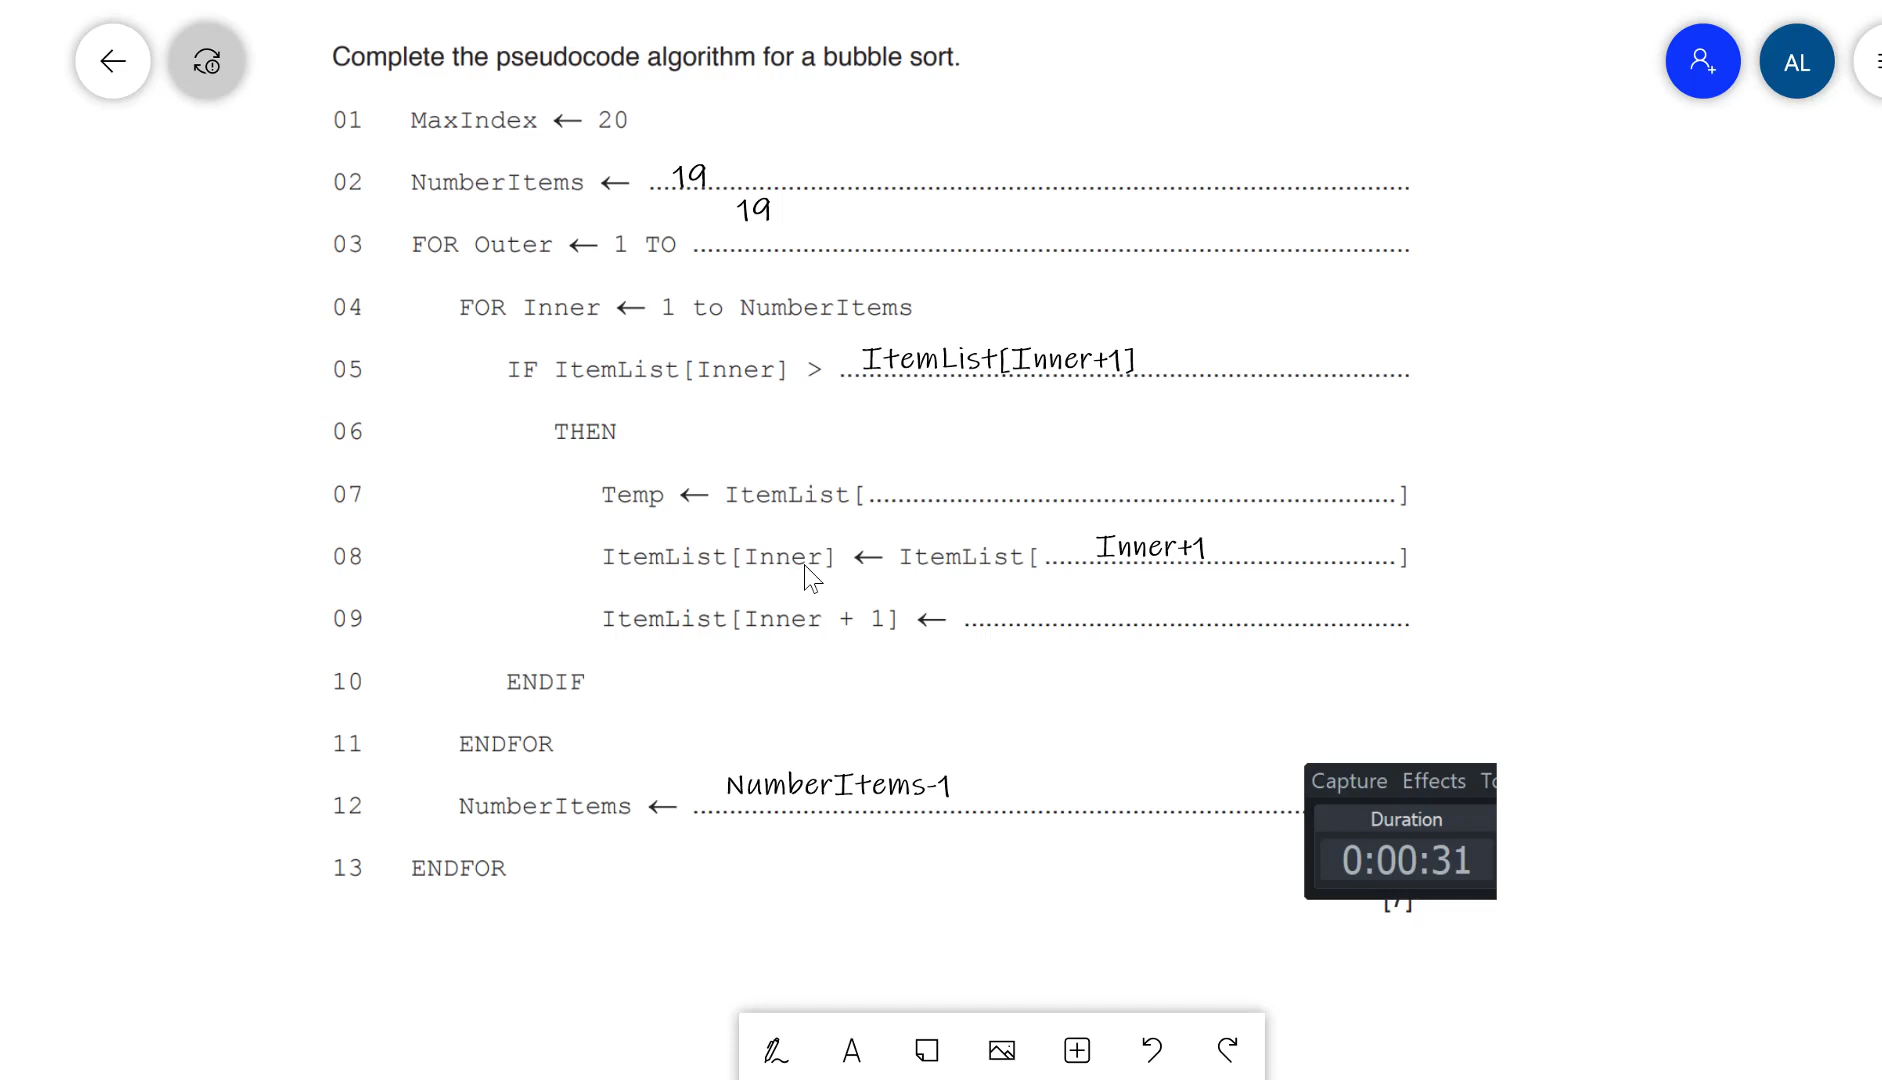 Complete the pseudocode algorithm for a bubble sort.
AL
01 MaxIndex ← 20
02 NumberItems ← ...19...
19
03 FOR Outer ← 1 TO ...
04 FOR Inner ← 1 to NumberItems
05 IF ItemList[Inner] > ...ItemList[Inner+1]...
06 THEN
07 Temp ← ItemList[...]
08 ItemList[Inner] ← ItemList[...Inner+1...]
09 ItemList[Inner + 1] ← ...
10 ENDIF
11 ENDFOR
12 NumberItems ← ...NumberItems-1...
13 ENDFOR
Capture Effects
Duration
0:00:31
[7]
A